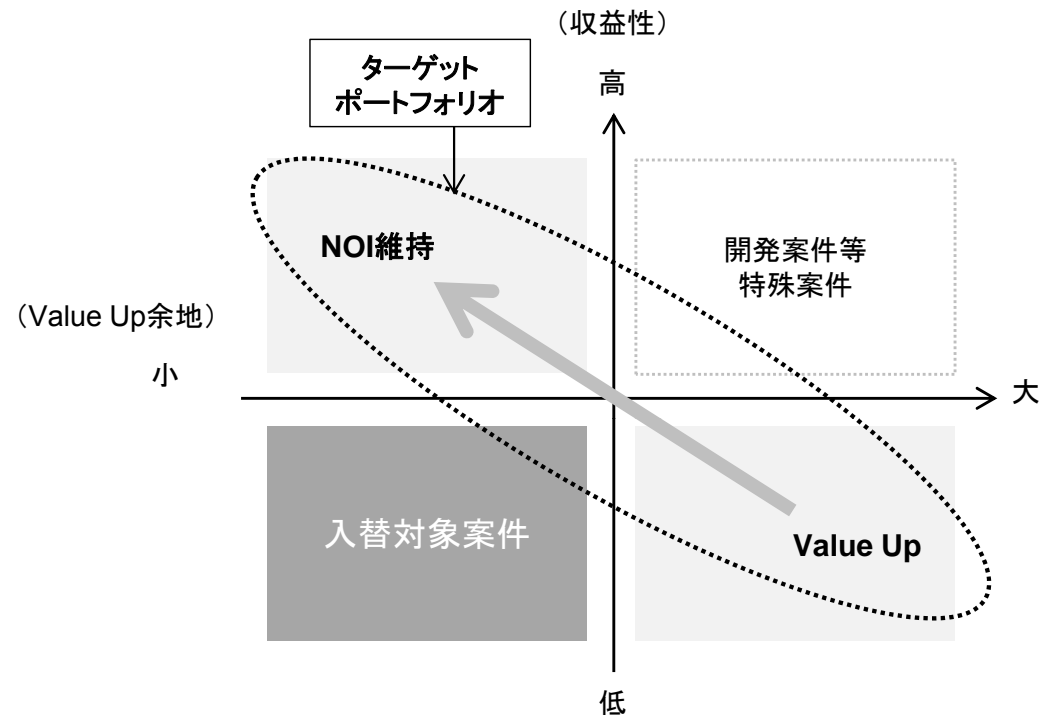 （収益性）
ターゲット
ポートフォリオ
高
NOI維持
開発案件等
特殊案件
（Value Up余地）
小
大
入替対象案件
Value Up
低